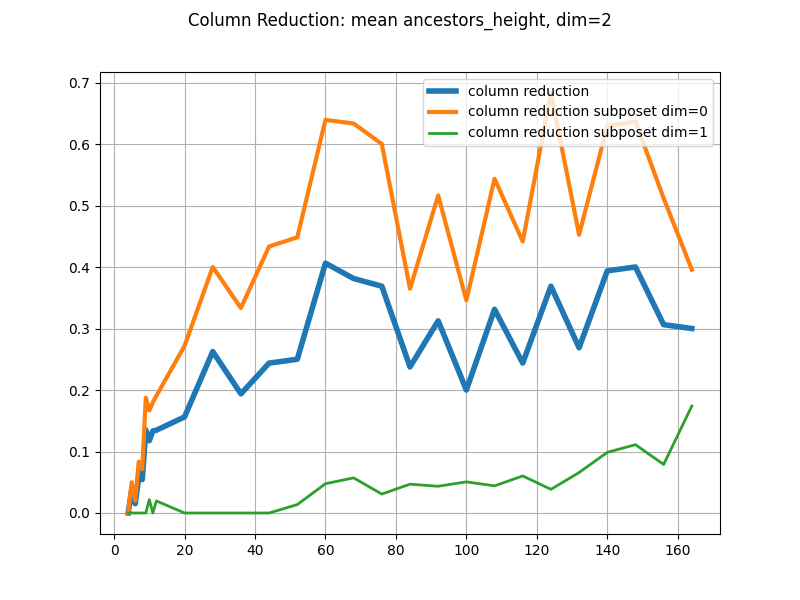 Column Reduction: mean ancestors_height, dim=2
column reduction
column reduction subposet dim=0
column reduction subposet dim=1
0.7
0.6
0.5
0.4
0.3
0.2
0.1
0.0
0 20 40 60 80 100 120 140 160